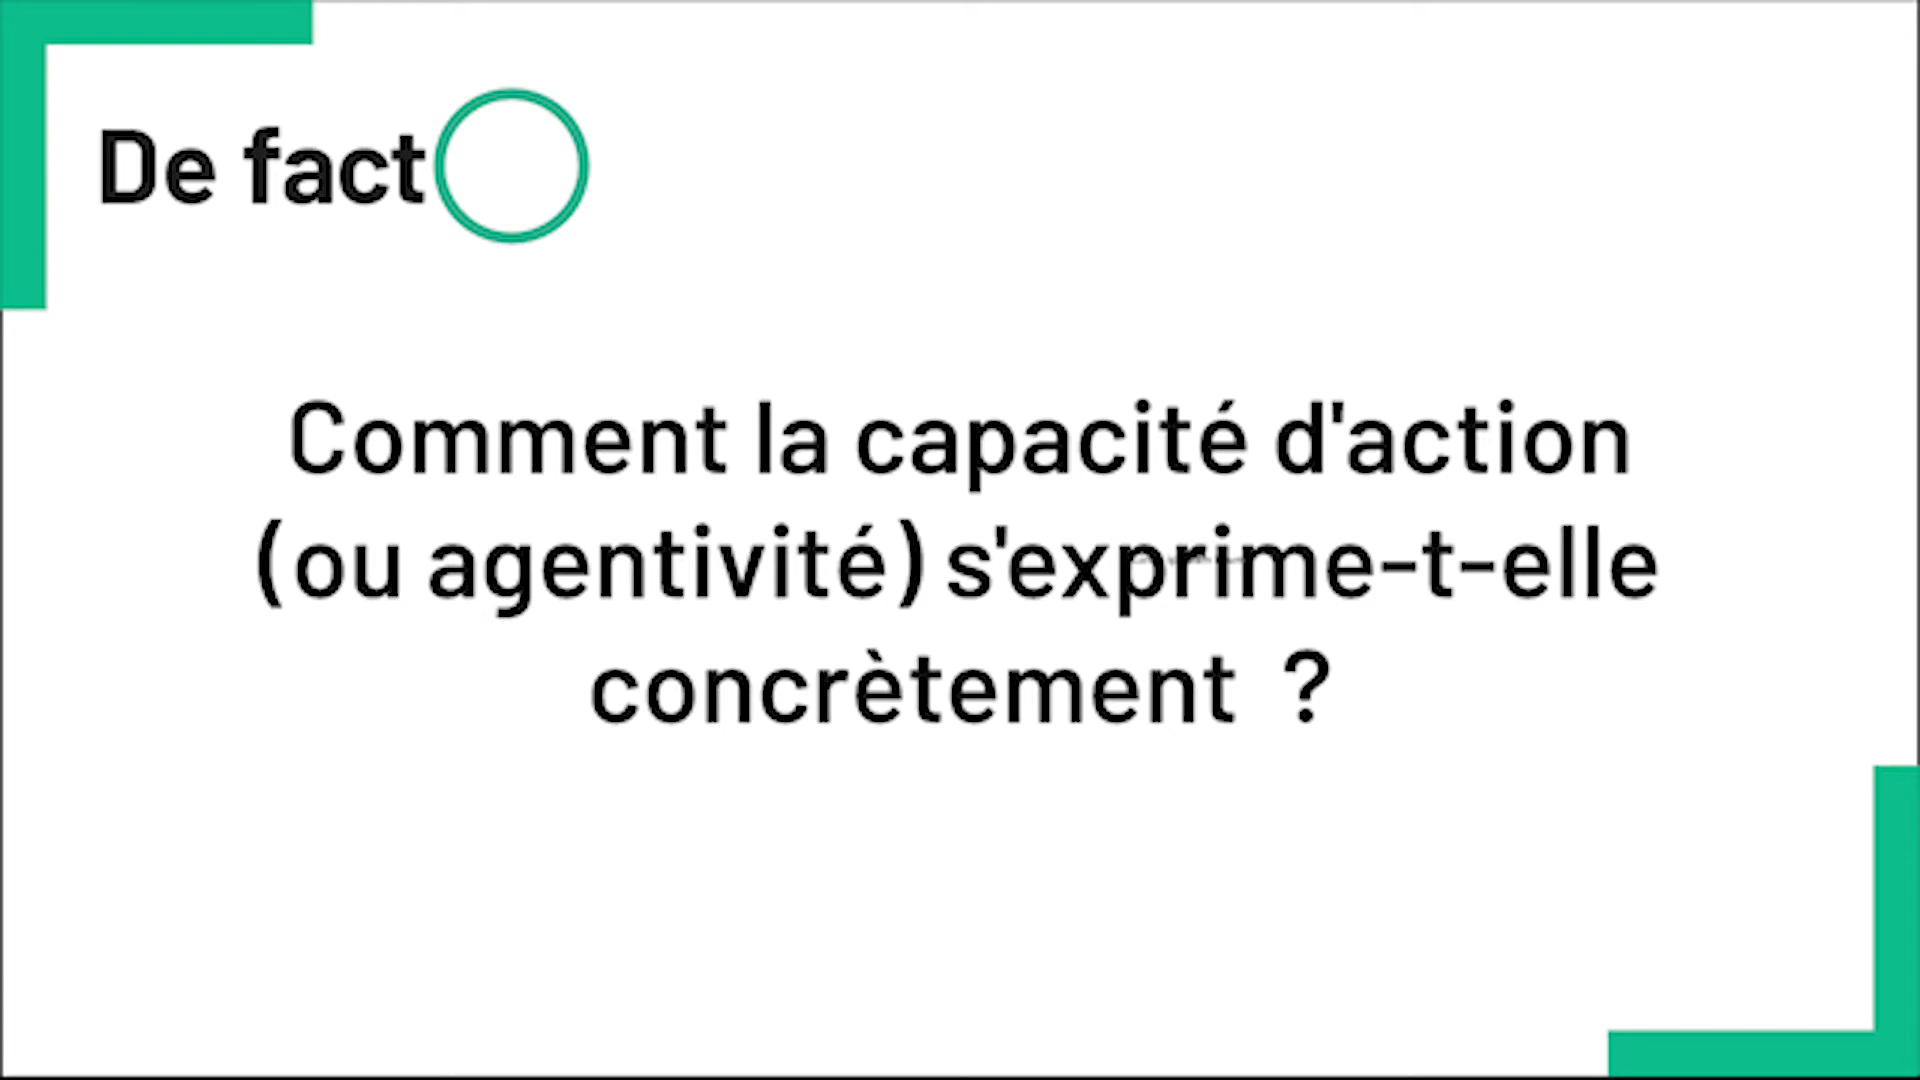 De facto
Comment la capacité d'action
(ou agentivité) s'exprime-t-elle
concrètement ?